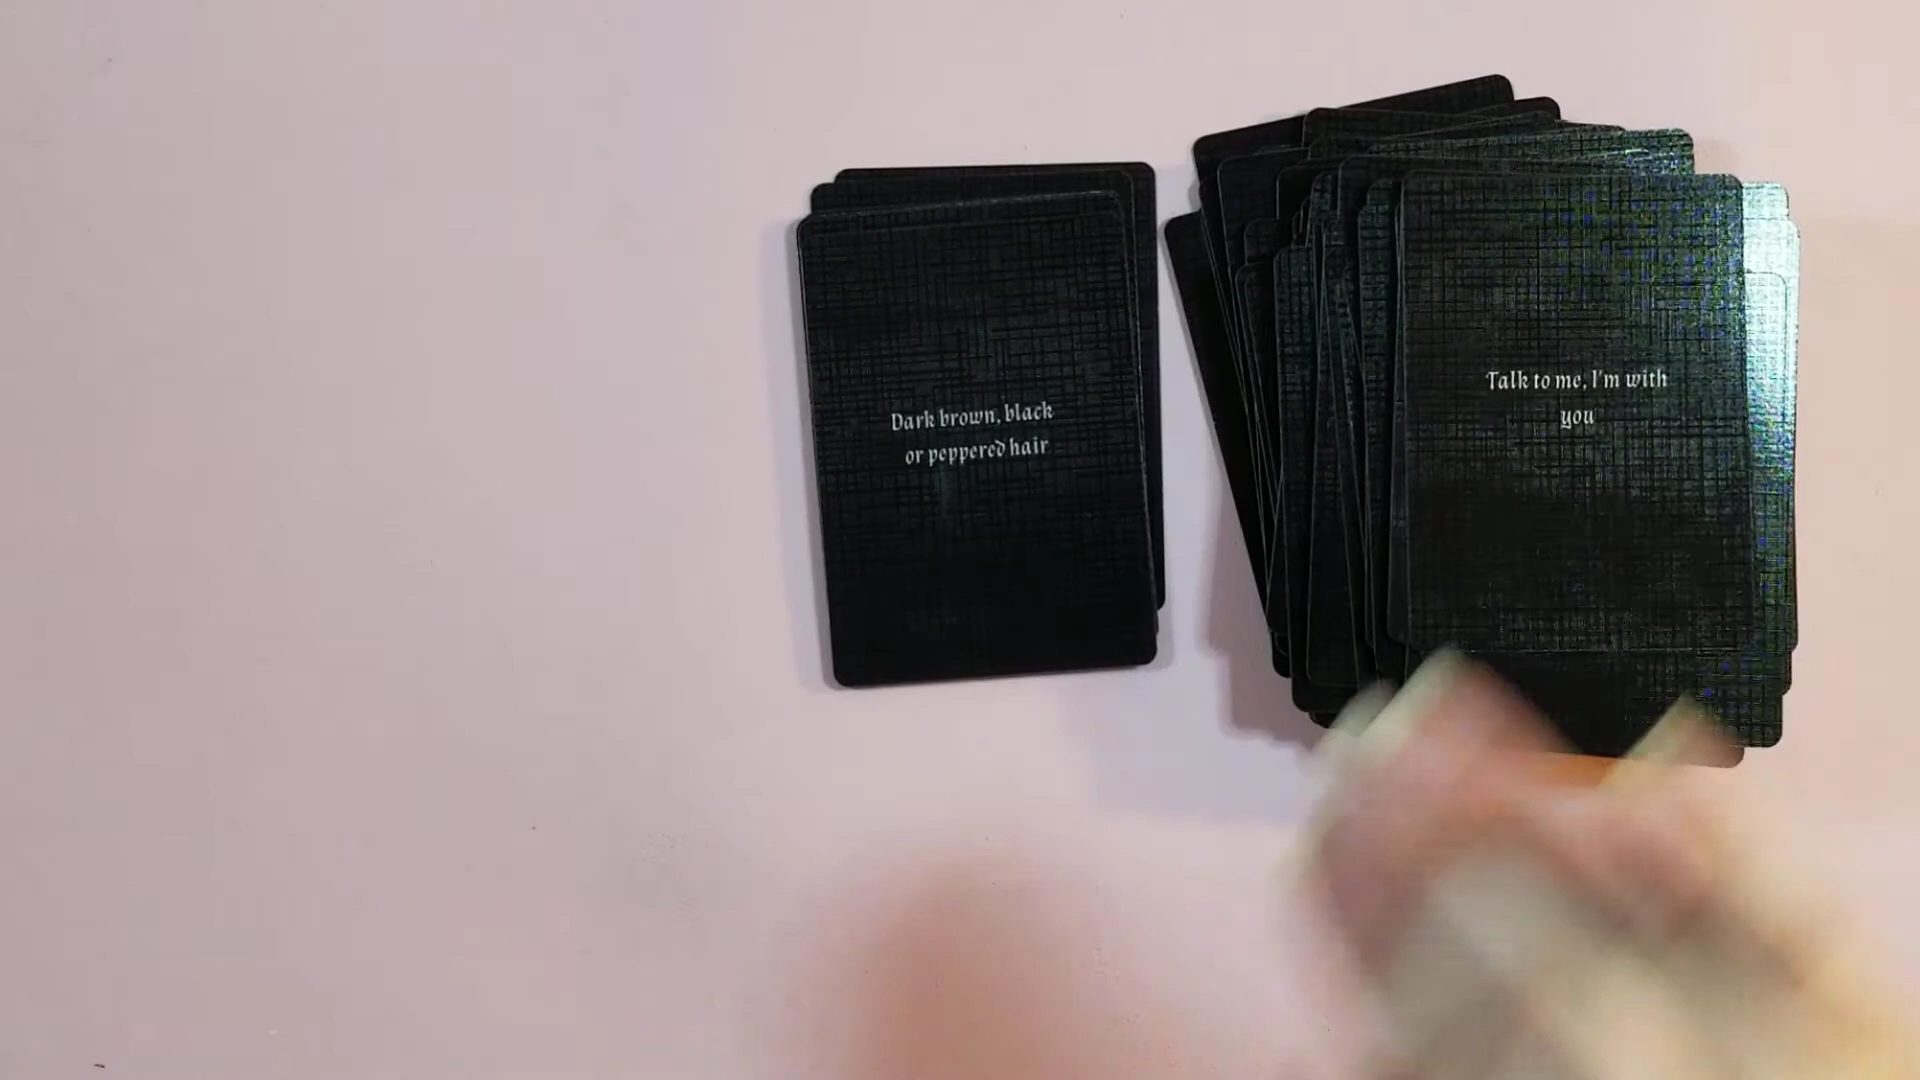 Dark brown, black
or peppered hair
Talk to me, I'm with
you